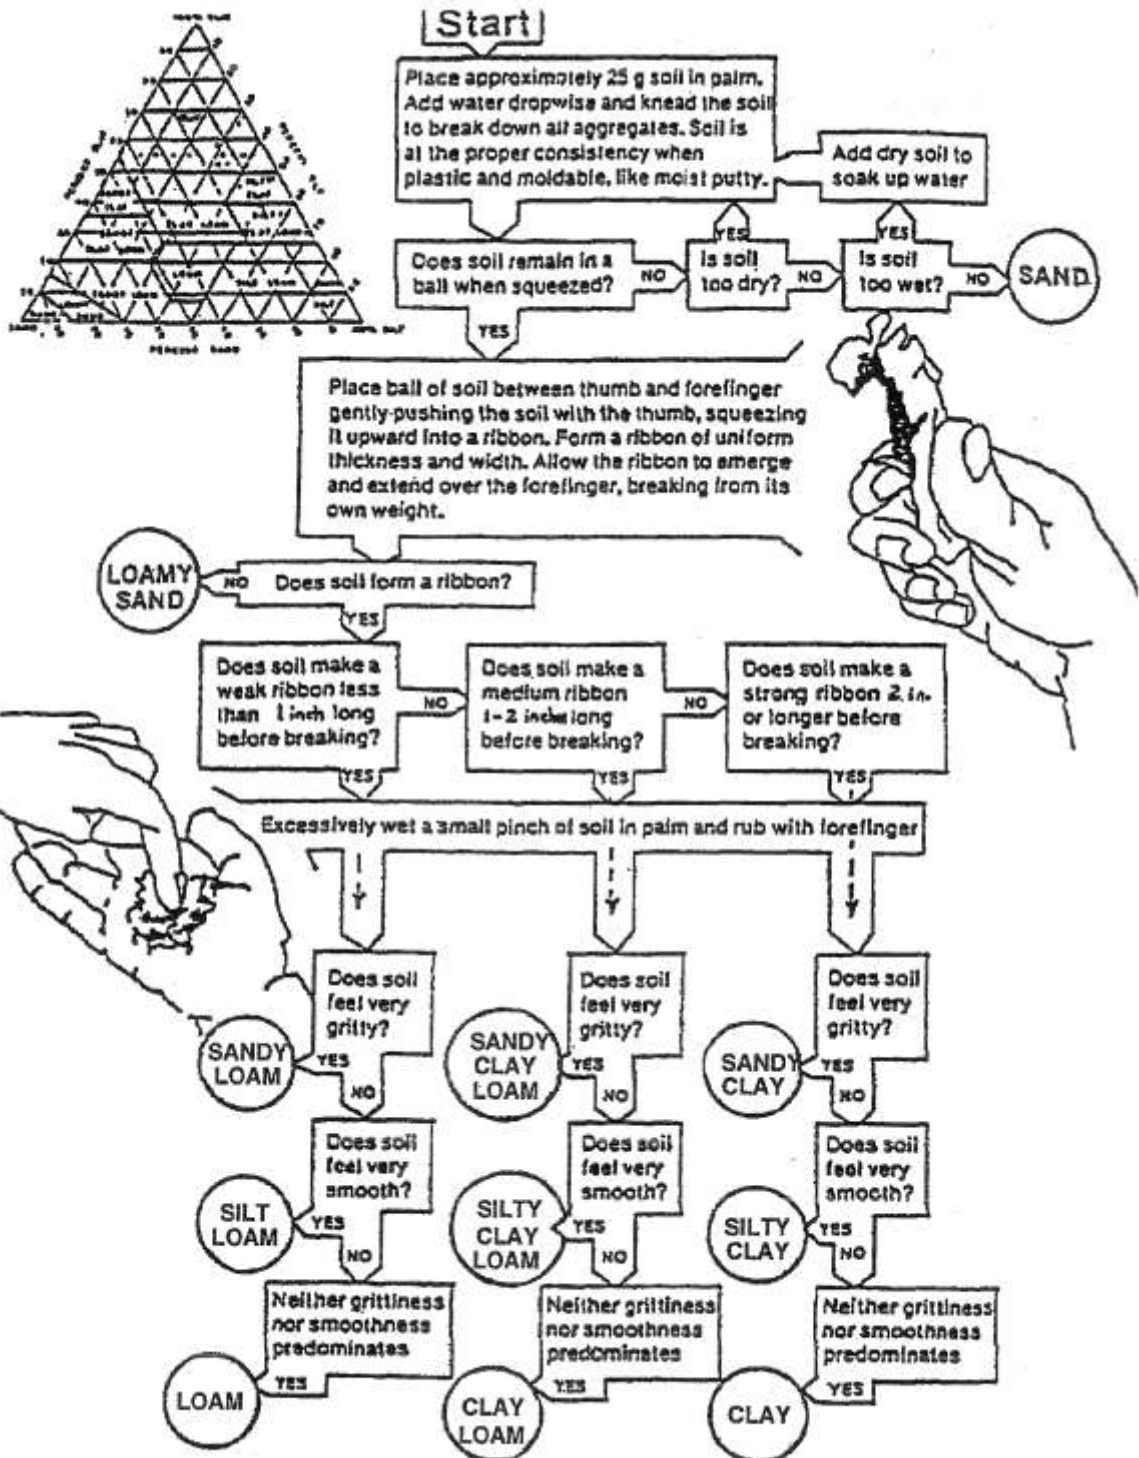 Start
Place approximately 25 g soil in palm.
Add water dropwise and knead the soil
to break down all aggregates. Soil is
at the proper consistency when
plastic and moldable, like moist putty.
Add dry soil to
soak up water
YES
YES
Does soil remain in a
ball when squeezed?
NO
Is soil
too dry?
NO
Is soil
too wet?
NO
SAND
YES
PERCENT SAND
Place ball of soil between thumb and forefinger
gently pushing the soil with the thumb, squeezing
it upward into a ribbon. Form a ribbon of uniform
thickness and width. Allow the ribbon to emerge
and extend over the forefinger, breaking from its
own weight.
LOAMY
SAND
NO
Does soil form a ribbon?
YES
Does soil make a
weak ribbon less
than 1 inch long
before breaking?
NO
Does soil make a
medium ribbon
1-2 inches long
before breaking?
NO
Does soil make a
strong ribbon 2 in.
or longer before
breaking?
YES
YES
YES
Excessively wet a small pinch of soil in palm and rub with forefinger
Does soil
feel very
gritty?
Does soil
feel very
gritty?
Does soil
feel very
gritty?
SANDY
LOAM
YES
NO
SANDY
CLAY
LOAM
YES
NO
SANDY
CLAY
YES
NO
Does soil
feel very
smooth?
Does soil
feel very
smooth?
Does soil
feel very
smooth?
SILT
LOAM
YES
NO
SILTY
CLAY
LOAM
YES
NO
SILTY
CLAY
YES
NO
Neither grittiness
nor smoothness
predominates
Neither grittiness
nor smoothness
predominates
Neither grittiness
nor smoothness
predominates
LOAM
YES
CLAY
LOAM
YES
CLAY
YES